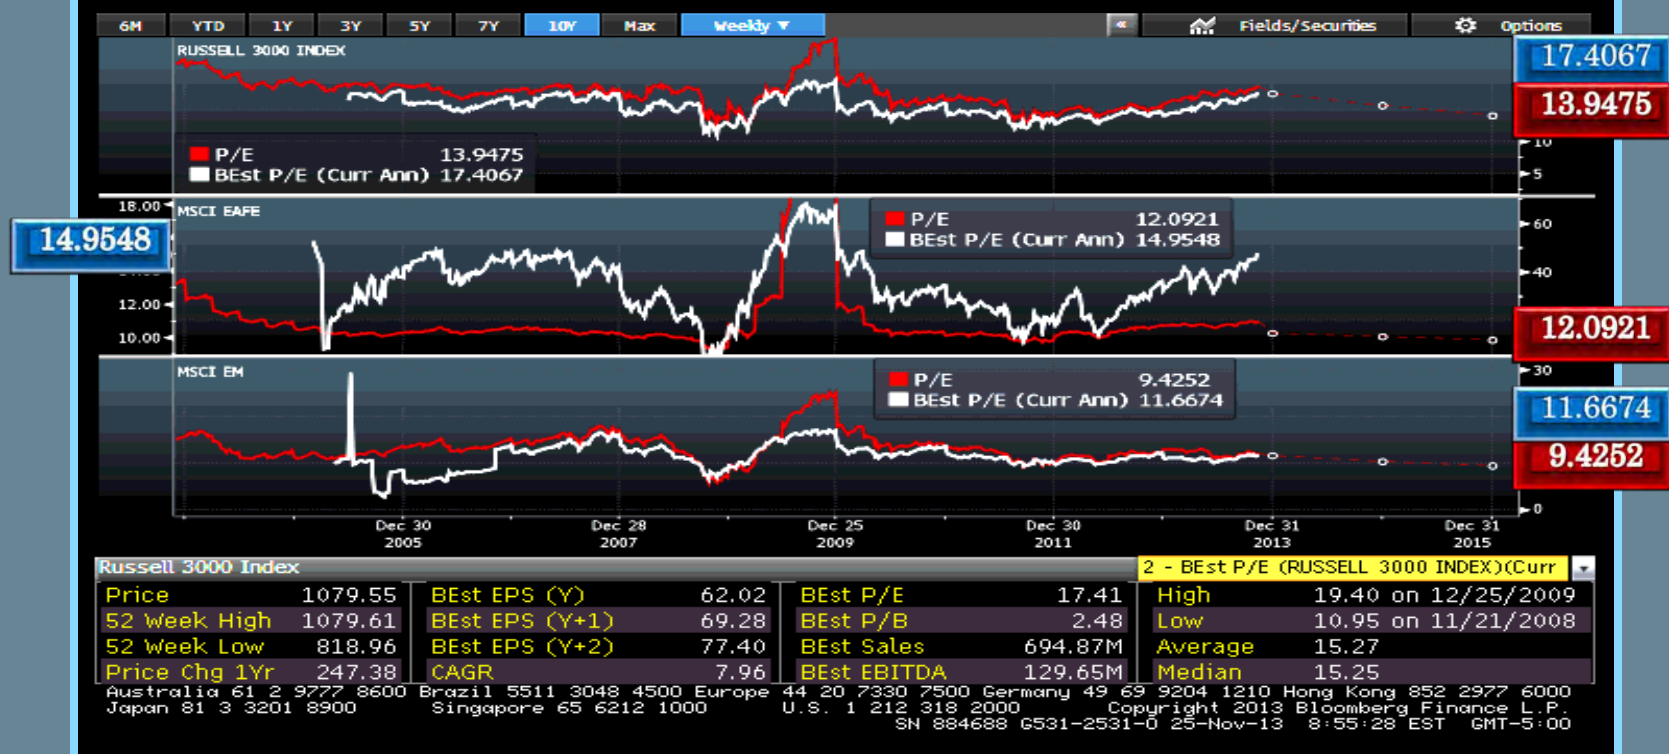 6M YTD 1Y 3Y 5Y 7Y 10Y Max Weekly ▼ « Fields/Securities Options
RUSSELL 3000 INDEX
17.4067
13.9475
P/E 13.9475
BEst P/E (Curr Ann) 17.4067
10
5
18.00
12.00
10.00
14.9548
MSCI EAFE
P/E 12.0921
BEst P/E (Curr Ann) 14.9548
60
40
12.0921
MSCI EM
P/E 9.4252
BEst P/E (Curr Ann) 11.6674
30
11.6674
9.4252
0
Dec 30 Dec 28 Dec 25 Dec 30 Dec 31 Dec 31
2005 2007 2009 2011 2013 2015
Russell 3000 Index 2 - BEst P/E (RUSSELL 3000 INDEX)(Curr
Price 1079.55 BEst EPS (Y) 62.02 BEst P/E 17.41 High 19.40 on 12/25/2009
52 Week High 1079.61 BEst EPS (Y+1) 69.28 BEst P/B 2.48 Low 10.95 on 11/21/2008
52 Week Low 818.96 BEst EPS (Y+2) 77.40 BEst Sales 694.87M Average 15.27
Price Chg 1Yr 247.38 CAGR 7.96 BEst EBITDA 129.65M Median 15.25
Australia 61 2 9777 8600 Brazil 5511 3048 4500 Europe 44 20 7330 7500 Germany 49 69 9204 1210 Hong Kong 852 2977 6000
Japan 81 3 3201 8900 Singapore 65 6212 1000 U.S. 1 212 318 2000 Copyright 2013 Bloomberg Finance L.P.
SN 884688 G531-2531-0 25-Nov-13 8:55:28 EST GMT-5:00